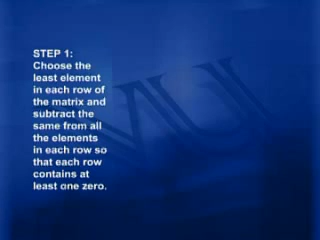 STEP 1:
Choose the
least element
in each row of
the matrix and
subtract the
same from all
the elements
in each row so
that each row
contains at
least one zero.